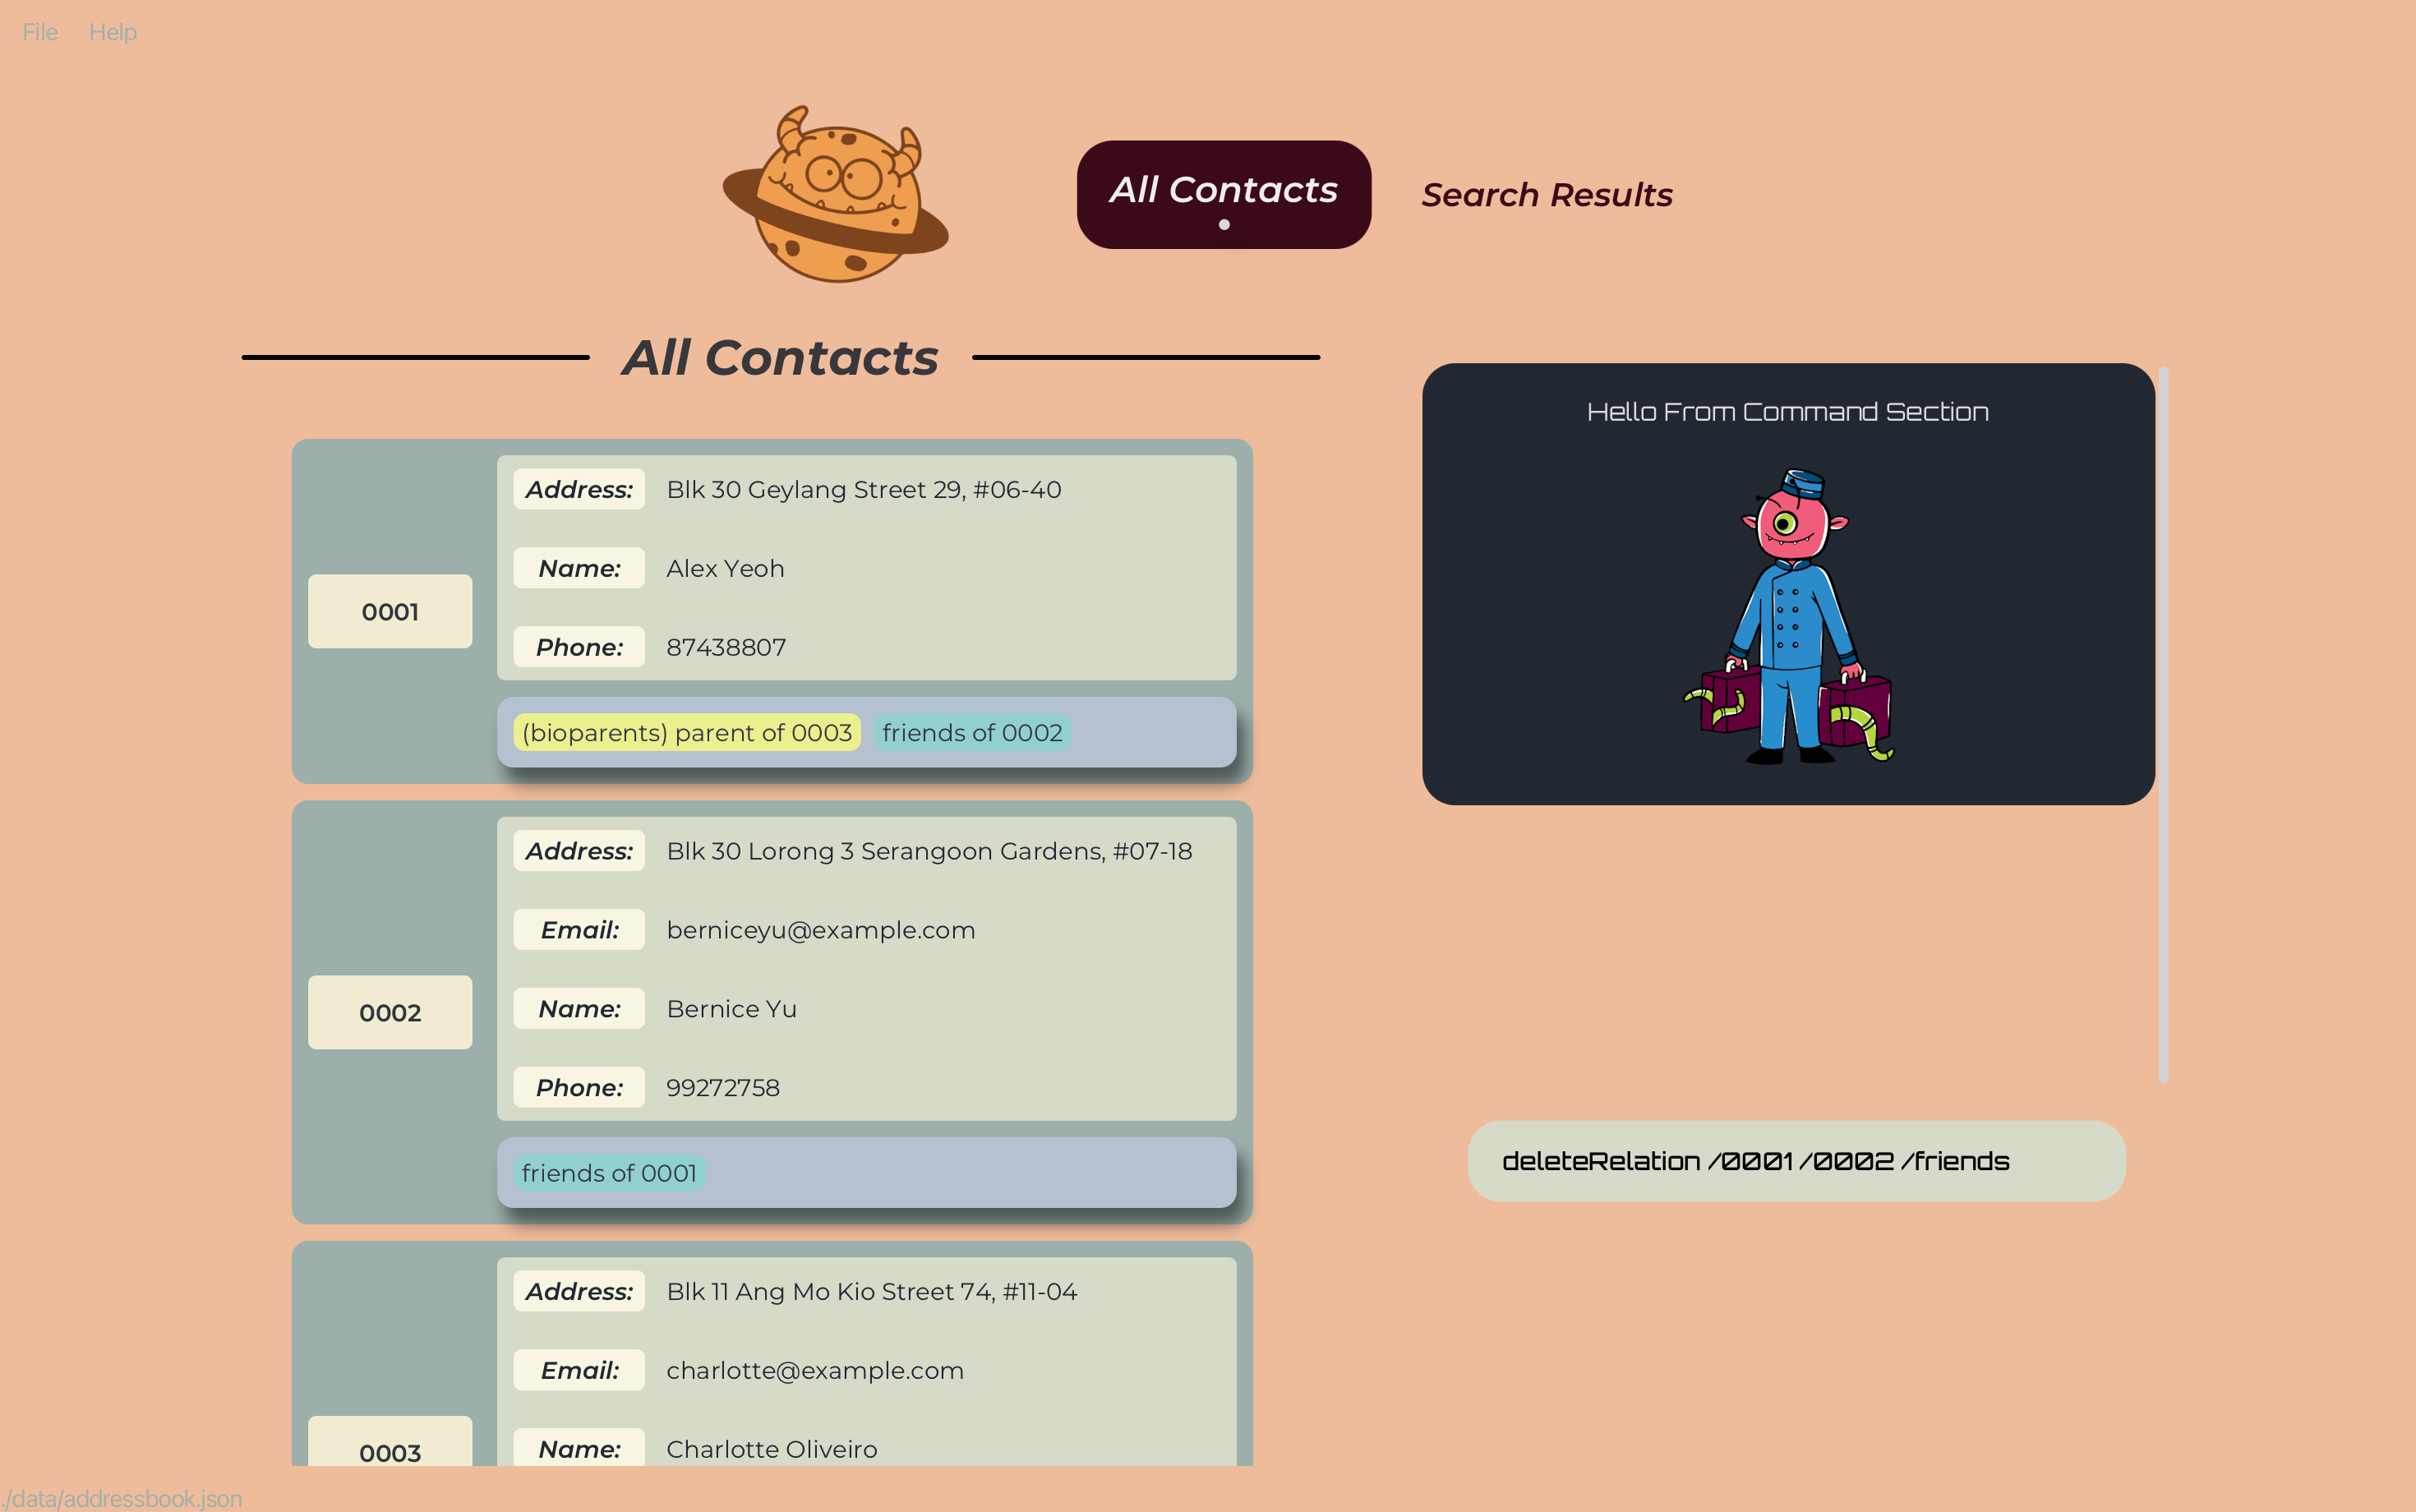 File Help
All Contacts
Search Results
All Contacts
0001
Address: Blk 30 Geylang Street 29, #06-40
Name: Alex Yeoh
Phone: 87438807
(bioparents) parent of 0003 friends of 0002
0002
Address: Blk 30 Lorong 3 Serangoon Gardens, #07-18
Email: berniceyu@example.com
Name: Bernice Yu
Phone: 99272758
friends of 0001
0003
Address: Blk 11 Ang Mo Kio Street 74, #11-04
Email: charlotte@example.com
Name: Charlotte Oliveiro
Hello From Command Section
deleteRelation /0001 /0002 /friends
./data/addressbook.json